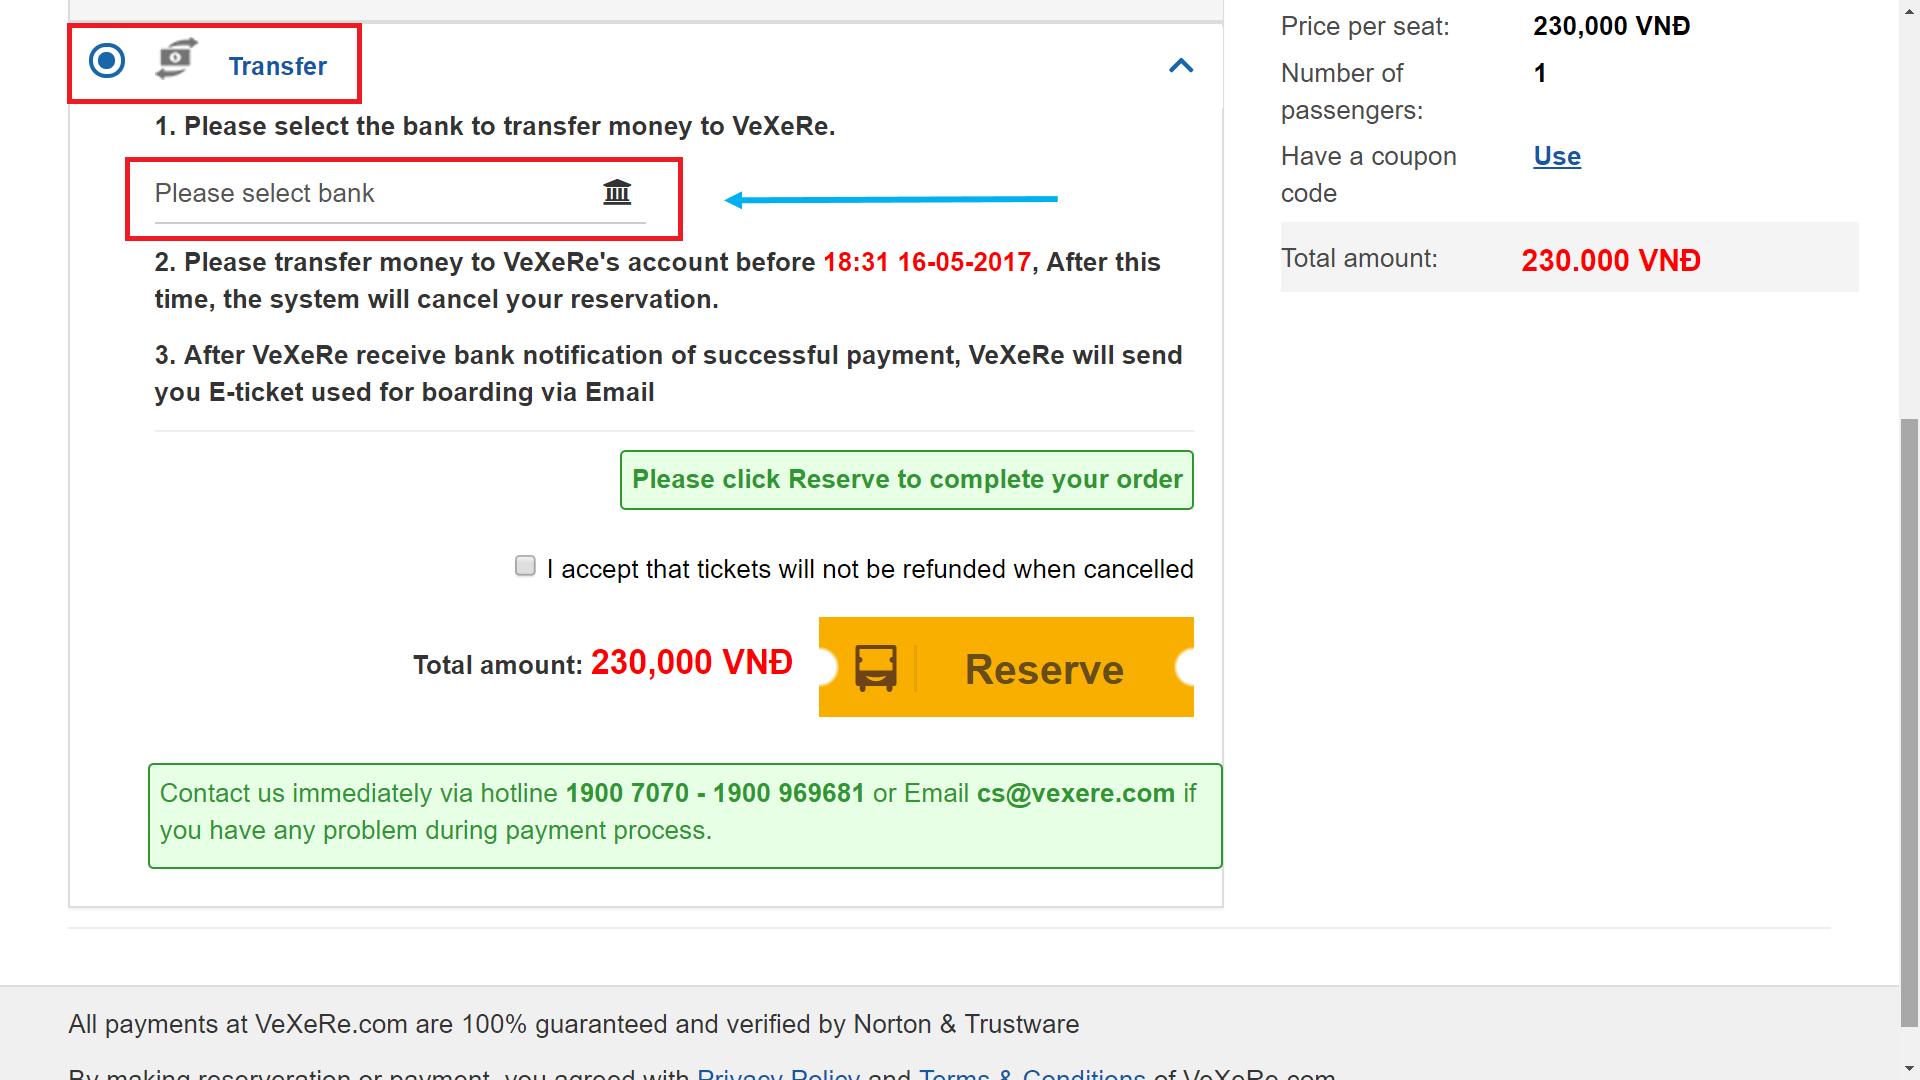 Transfer
1. Please select the bank to transfer money to VeXeRe.
Please select bank
2. Please transfer money to VeXeRe's account before 18:31 16-05-2017, After this
time, the system will cancel your reservation.
3. After VeXeRe receive bank notification of successful payment, VeXeRe will send
you E-ticket used for boarding via Email
Please click Reserve to complete your order
I accept that tickets will not be refunded when cancelled
Total amount: 230,000 VNĐ
Reserve
Contact us immediately via hotline 1900 7070 - 1900 969681 or Email cs@vexere.com if
you have any problem during payment process.
Price per seat: 230,000 VNĐ
Number of 1
passengers:
Have a coupon Use
code
Total amount: 230.000 VNĐ
All payments at VeXeRe.com are 100% guaranteed and verified by Norton & Trustware
By making reserveration or payment, you agreed with Privacy Policy and Terms & Conditions of VeXeRe.com